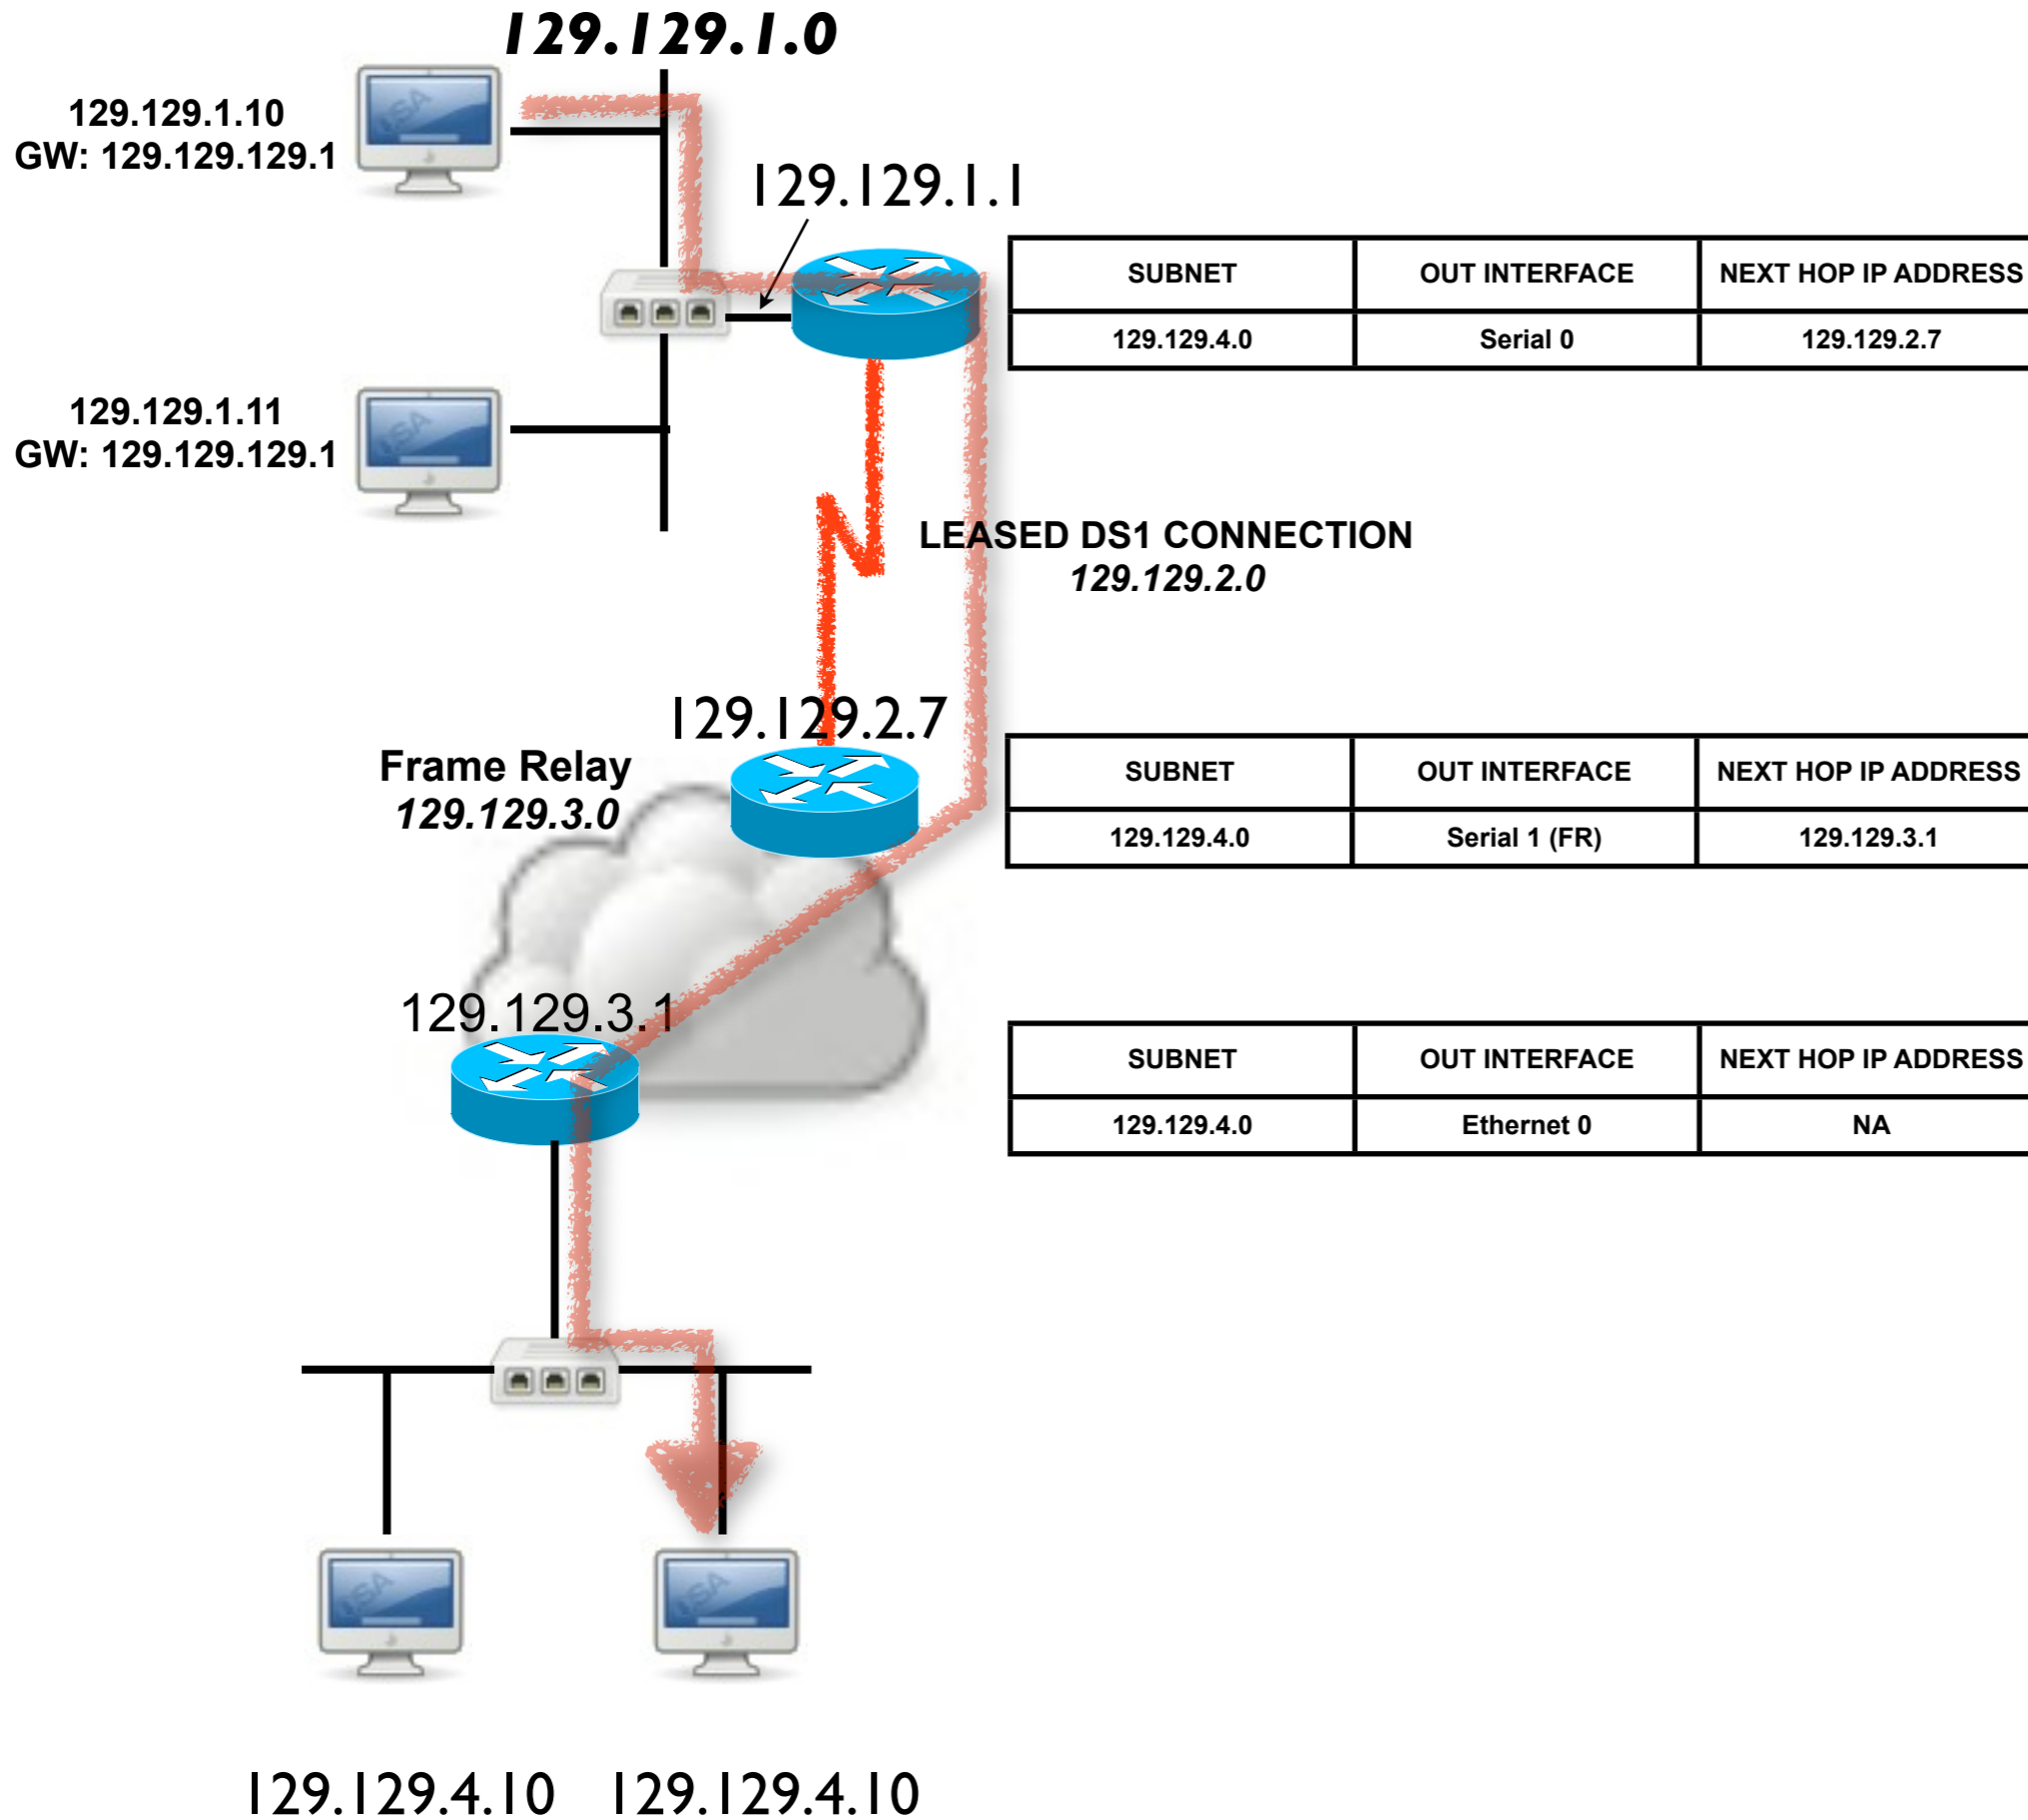 129.129.1.0
129.129.1.10
GW: 129.129.129.1
129.129.1.1
SUBNET OUT INTERFACE NEXT HOP IP ADDRESS
129.129.4.0 Serial 0 129.129.2.7
129.129.1.11
GW: 129.129.129.1
LEASED DS1 CONNECTION
129.129.2.0
129.129.2.7
Frame Relay
129.129.3.0
SUBNET OUT INTERFACE NEXT HOP IP ADDRESS
129.129.4.0 Serial 1 (FR) 129.129.3.1
129.129.3.1
SUBNET OUT INTERFACE NEXT HOP IP ADDRESS
129.129.4.0 Ethernet 0 NA
129.129.4.10 129.129.4.10